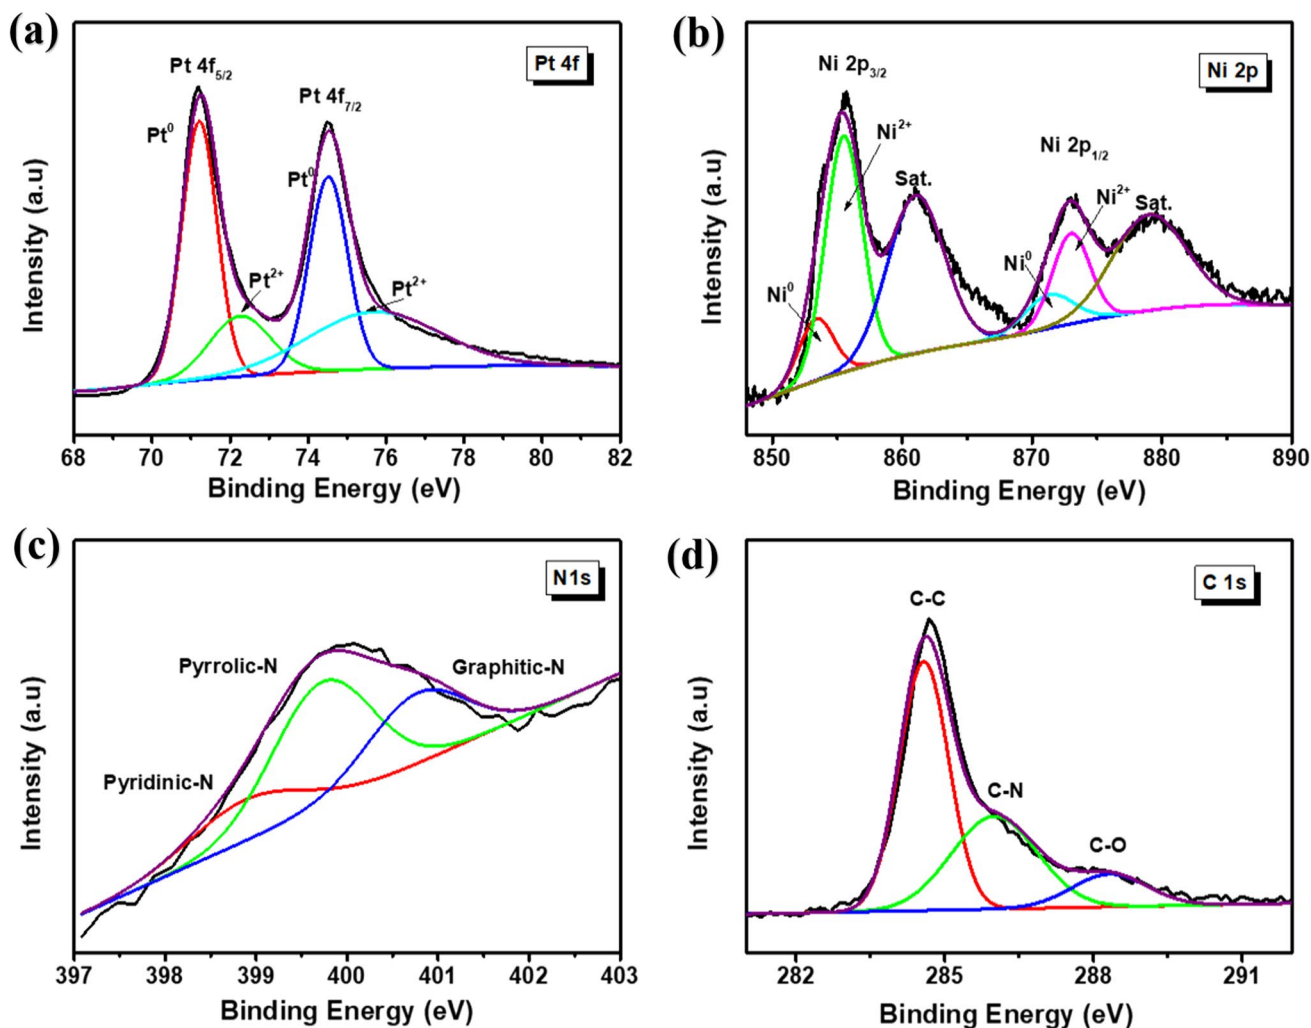 (a)
Pt 4f
Pt 4f5/2
Pt 4f7/2
Pt0
Pt0
Pt2+
Pt2+
Intensity (a.u)
68 70 72 74 76 78 80 82
Binding Energy (eV)
(b)
Ni 2p
Ni 2p3/2
Ni2+
Sat.
Ni 2p1/2
Ni2+
Sat.
Ni0
Ni0
Intensity (a.u)
850 860 870 880 890
Binding Energy (eV)
(c)
N1s
Pyrrolic-N
Graphitic-N
Pyridinic-N
Intensity (a.u)
397 398 399 400 401 402 403
Binding Energy (eV)
(d)
C 1s
C-C
C-N
C-O
Intensity (a.u)
282 285 288 291
Binding Energy (eV)